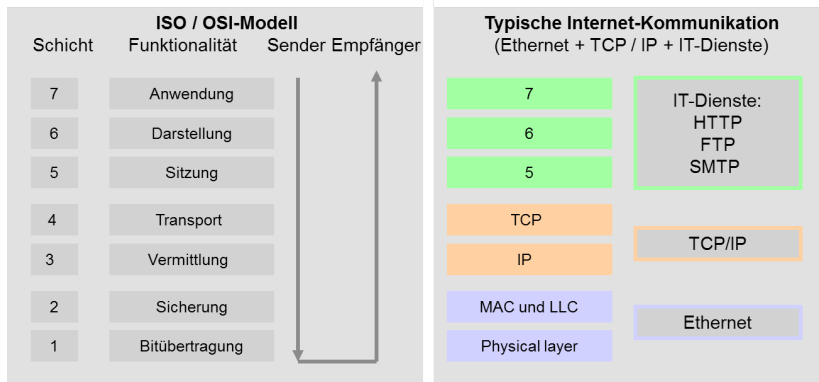 ISO / OSI-Modell
Schicht Funktionalität Sender Empfänger
7 Anwendung
6 Darstellung
5 Sitzung
4 Transport
3 Vermittlung
2 Sicherung
1 Bitübertragung
Typische Internet-Kommunikation
(Ethernet + TCP / IP + IT-Dienste)
7
6
5
TCP
IP
MAC und LLC
Physical layer
IT-Dienste:
HTTP
FTP
SMTP
TCP/IP
Ethernet